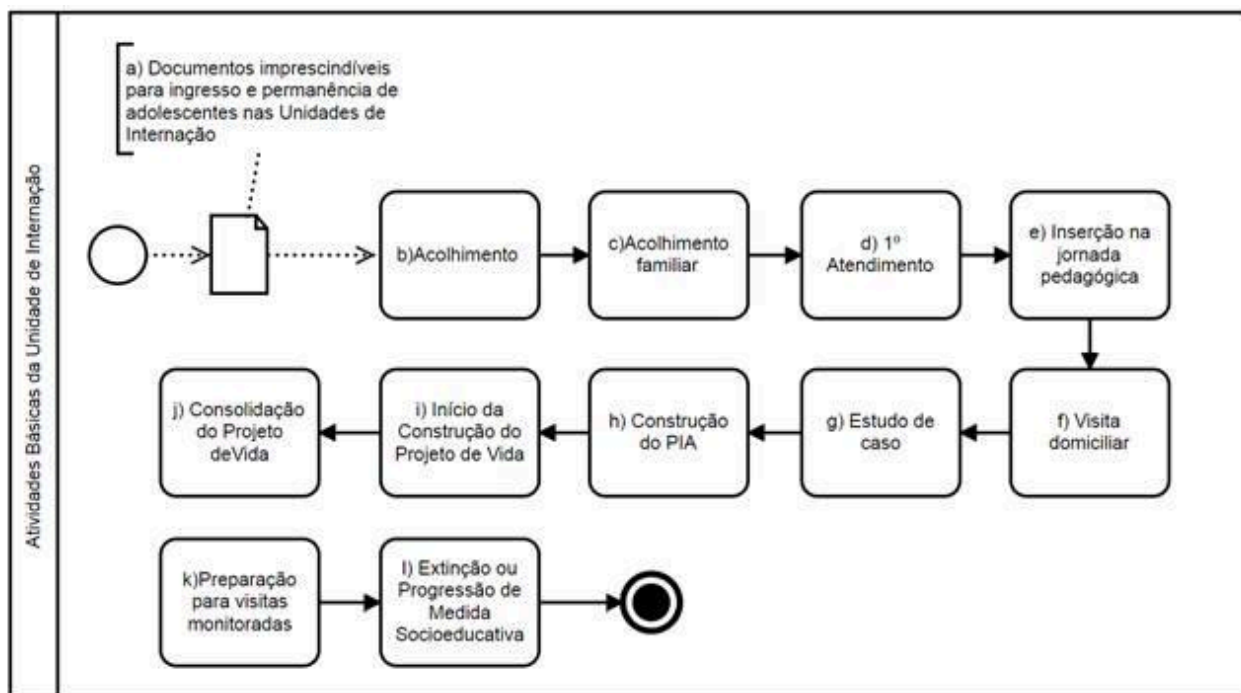 Atividades Básicas da Unidade de Internação
a) Documentos imprescindíveis
para ingresso e permanência de
adolescentes nas Unidades de
Internação
b)Acolhimento
c)Acolhimento
familiar
d) 1º
Atendimento
e) Inserção na
jornada
pedagógica
j) Consolidação
do Projeto
deVida
i) Início da
Construção do
Projeto de Vida
h) Construção
do PIA
g) Estudo de
caso
f) Visita
domiciliar
k)Preparação
para visitas
monitoradas
l) Extinção ou
Progressão de
Medida
Socioeducativa